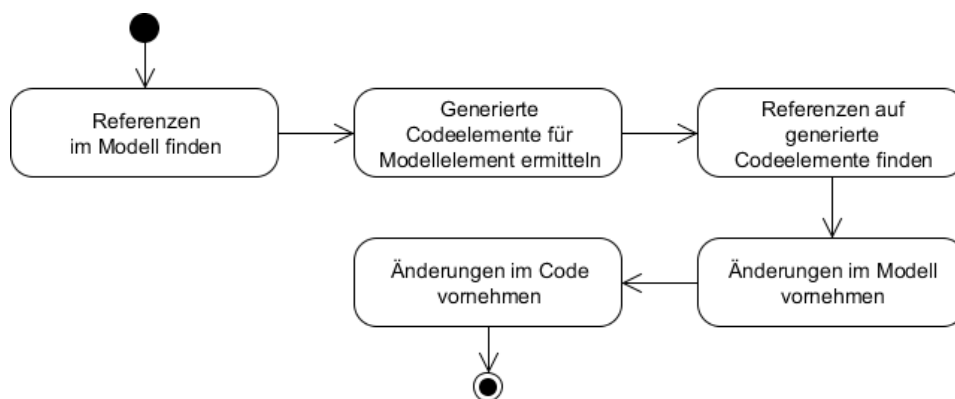 Referenzen
im Modell finden
Generierte
Codeelemente für
Modellelement ermitteln
Referenzen auf
generierte
Codeelemente finden
Änderungen im Modell
vornehmen
Änderungen im Code
vornehmen